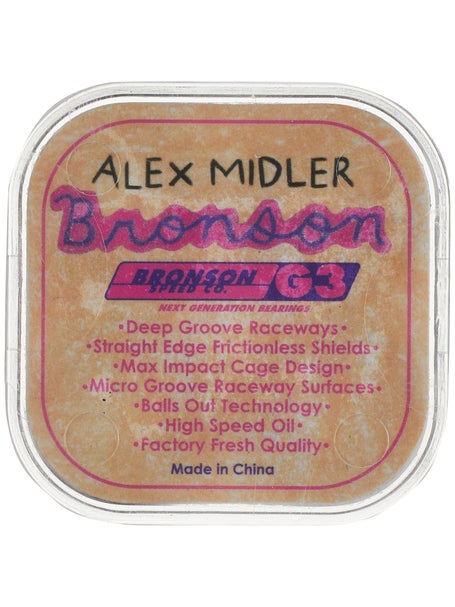 ALEX MIDLER
Bronson
BRONSON G3
SPEED CO.
NEXT GENERATION BEARINGS
•Deep Groove Raceways•
•Straight Edge Frictionless Shields•
•Max Impact Cage Design•
•Micro Groove Raceway Surfaces•
•Balls Out Technology•
•High Speed Oil•
•Factory Fresh Quality•
Made in China